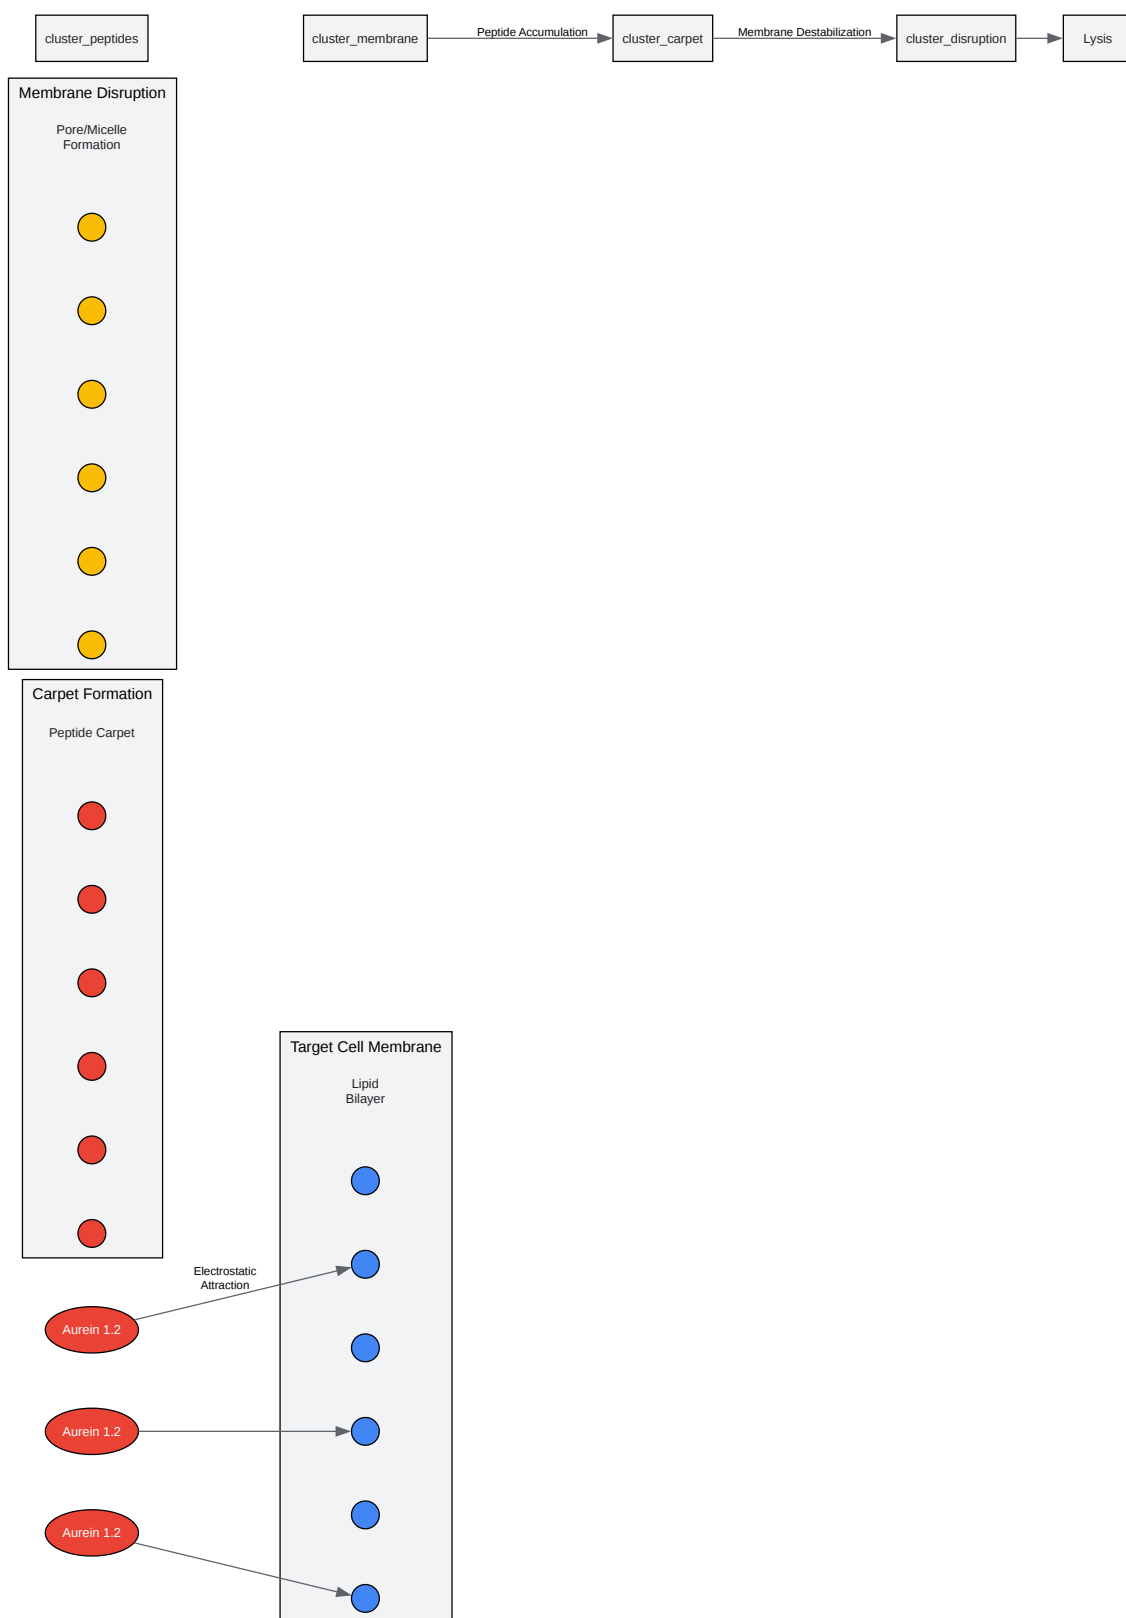 cluster_peptides
cluster_membrane
Peptide Accumulation
cluster_carpet
Membrane Destabilization
cluster_disruption
Lysis
Membrane Disruption
Pore/Micelle
Formation
Carpet Formation
Peptide Carpet
Target Cell Membrane
Lipid
Bilayer
Electrostatic
Attraction
Aurein 1.2
Aurein 1.2
Aurein 1.2